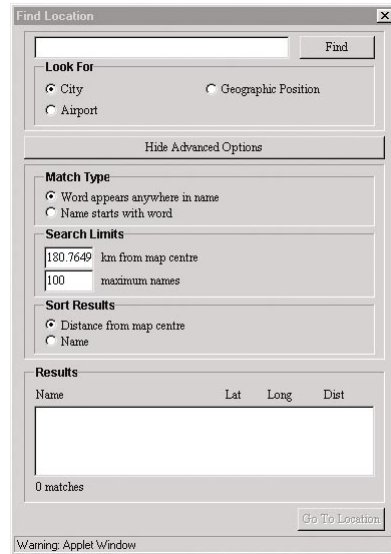 Find Location
Find
Look For
City
Geographic Position
Airport
Hide Advanced Options
Match Type
Word appears anywhere in name
Name starts with word
Search Limits
180.7649 km from map centre
100 maximum names
Sort Results
Distance from map centre
Name
Results
Name Lat Long Dist
0 matches
Go To Location
Warning: Applet Window